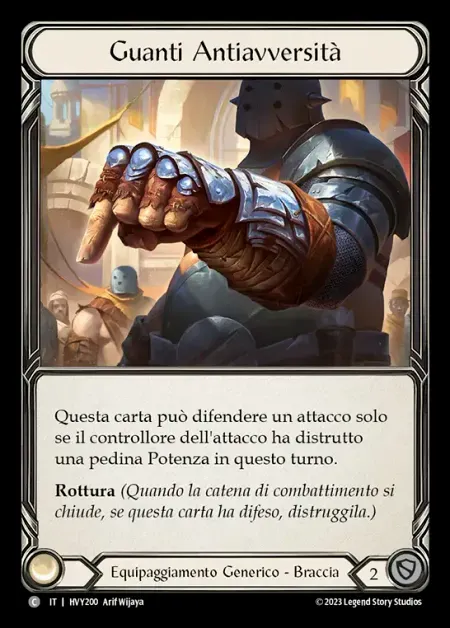 Guanti Antiavversità
Questa carta può difendere un attacco solo
se il controllore dell'attacco ha distrutto
una pedina Potenza in questo turno.
Rottura (Quando la catena di combattimento si
chiude, se questa carta ha difeso, distruggila.)
Equipaggiamento Generico - Braccia 2
C IT | HVY200 Arif Wijaya © 2023 Legend Story Studios